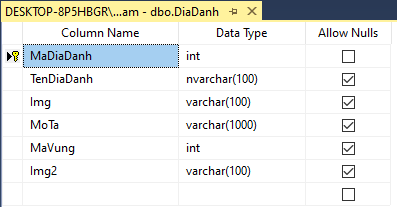 DESKTOP-8P5HBGR\...am - dbo.DiaDanh
Column Name Data Type Allow Nulls
MaDiaDanh int
TenDiaDanh nvarchar(100)
Img varchar(100)
MoTa varchar(1000)
MaVung int
Img2 varchar(100)